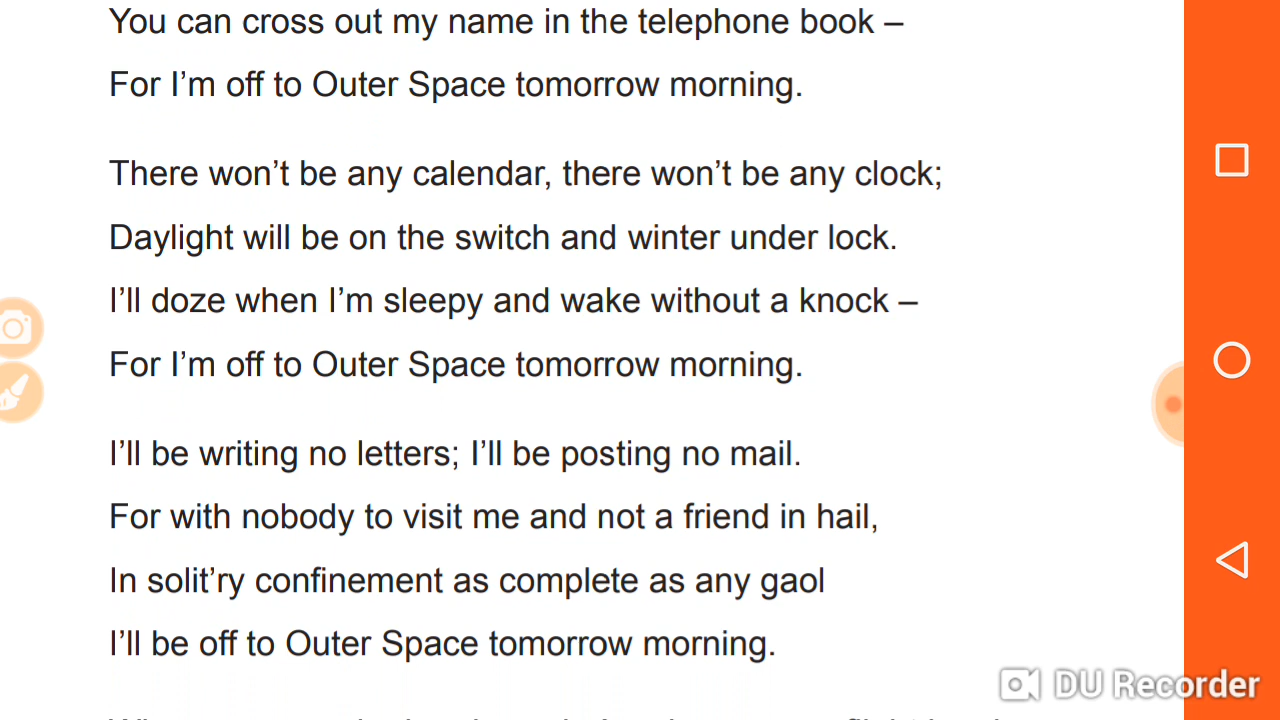 You can cross out my name in the telephone book –
For I’m off to Outer Space tomorrow morning.
There won’t be any calendar, there won’t be any clock;
Daylight will be on the switch and winter under lock.
I’ll doze when I’m sleepy and wake without a knock –
For I’m off to Outer Space tomorrow morning.
I’ll be writing no letters; I’ll be posting no mail.
For with nobody to visit me and not a friend in hail,
In solit’ry confinement as complete as any gaol
I’ll be off to Outer Space tomorrow morning.
DU Recorder